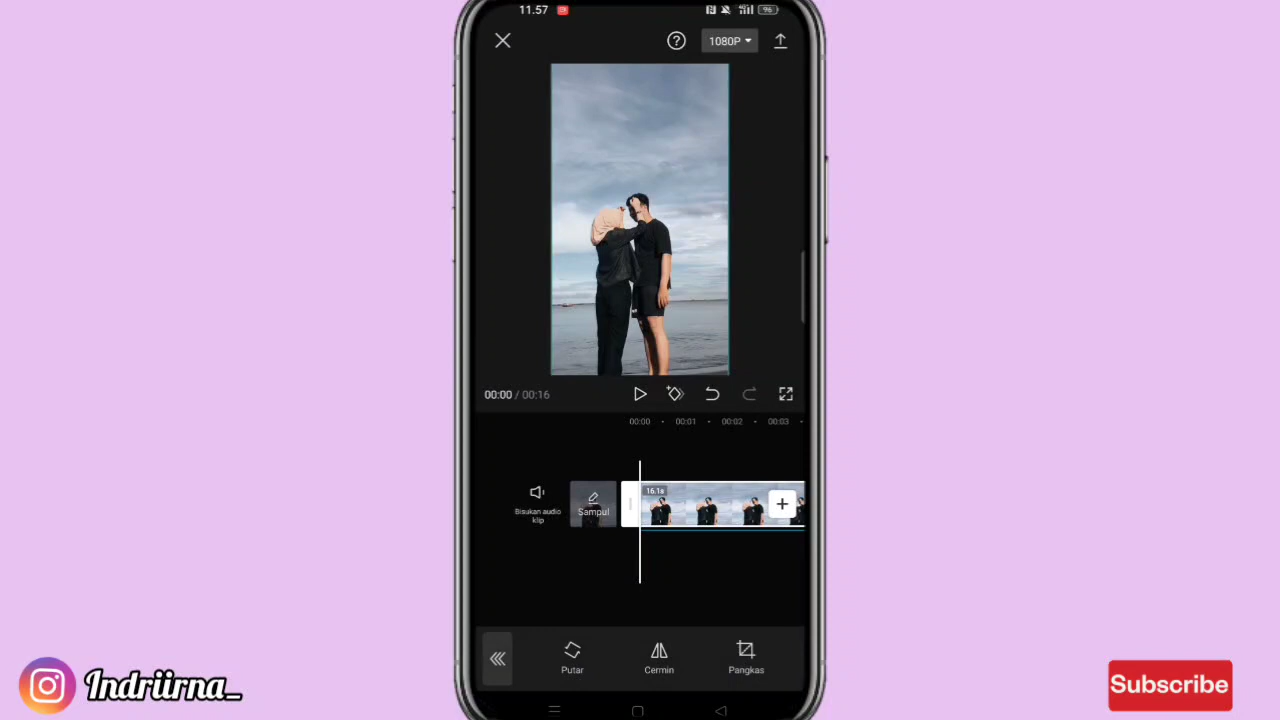 11.57
96
1080P
00:00 / 00:16
00:00
00:01
00:02
00:03
16.1s
Bisukan audio
klip
Sampul
Putar
Cermin
Pangkas
Indriirna_
Subscribe